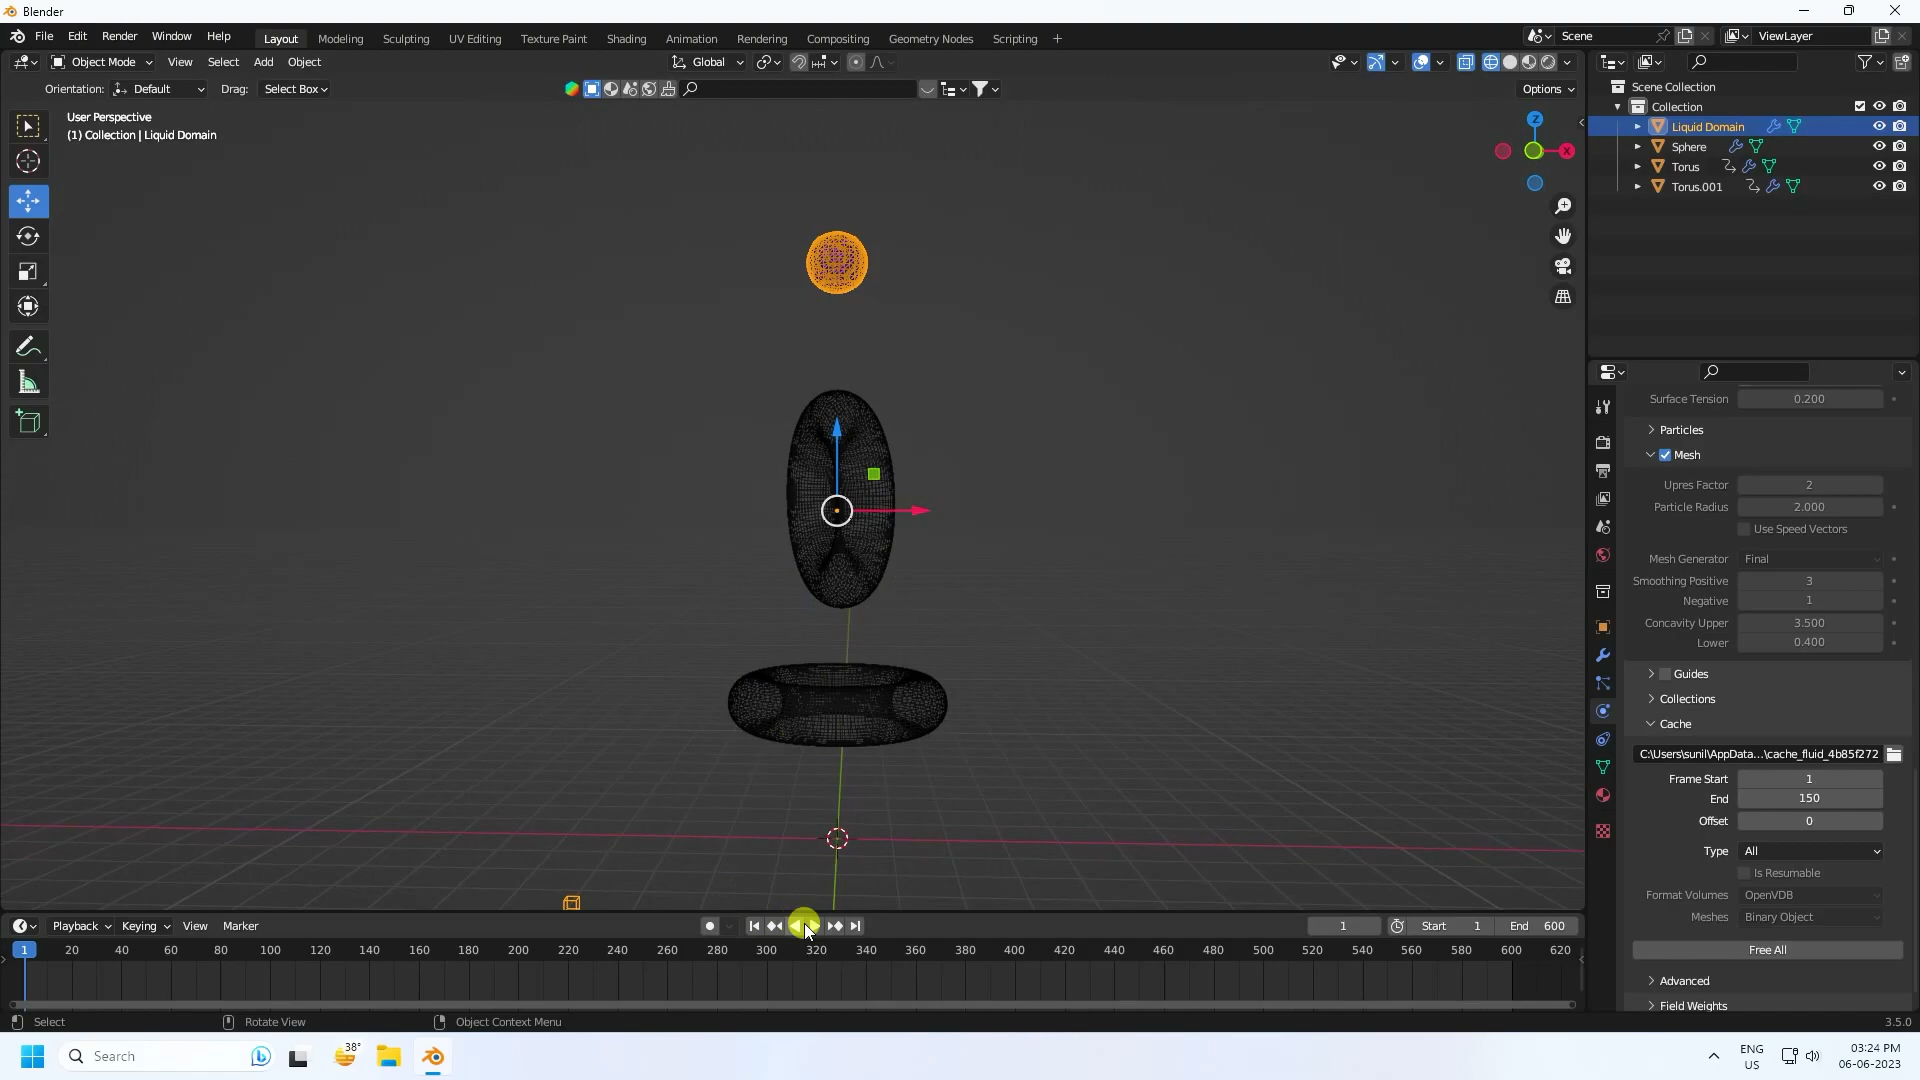 Blender
File Edit Render Window Help
Layout Modeling Sculpting UV Editing Texture Paint Shading Animation Rendering Compositing Geometry Nodes Scripting +
Scene
ViewLayer
Object Mode View Select Add Object
Global
Orientation: Default Drag: Select Box
Options
User Perspective
(1) Collection | Liquid Domain
Z
X
Scene Collection
Collection
Liquid Domain
Sphere
Torus
Torus.001
Surface Tension 0.200
Particles
Mesh
Upres Factor 2
Particle Radius 2.000
Use Speed Vectors
Mesh Generator Final
Smoothing Positive 3
Negative 1
Concavity Upper 3.500
Lower 0.400
Guides
Collections
Cache
C:\Users\sunil\AppData...\cache_fluid_4b85f272
Frame Start 1
End 150
Offset 0
Type All
Is Resumable
Format Volumes OpenVDB
Meshes Binary Object
Free All
Advanced
Field Weights
Playback Keying View Marker
1 Start 1 End 600
1 20 40 60 80 100 120 140 160 180 200 220 240 260 280 300 320 340 360 380 400 420 440 460 480 500 520 540 560 580 600 620
Select Rotate View Object Context Menu
3.5.0
Search
38°
ENG
US
03:24 PM
06-06-2023